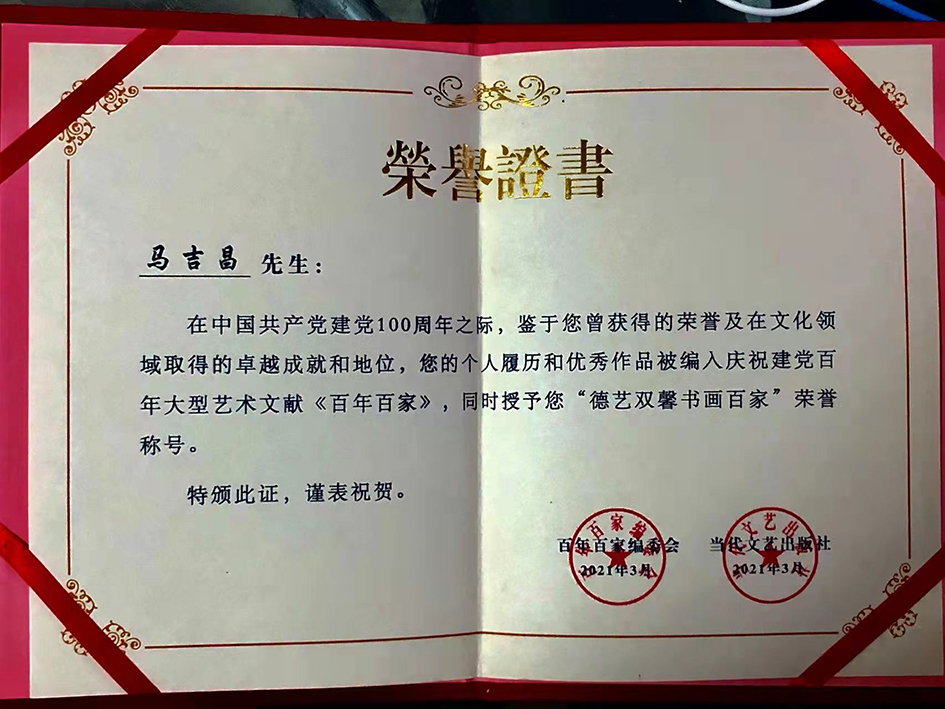 榮譽證書
马吉昌 先生：
在中国共产党建党100周年之际，鉴于您曾获得的荣誉及在文化领
域取得的卓越成就和地位，您的个人履历和优秀作品被编入庆祝建党百
年大型艺术文献《百年百家》，同时授予您“德艺双馨书画百家”荣誉
称号。
特颁此证，谨表祝贺。
百年百家编委会 当代文艺出版社
2021年3月 2021年3月